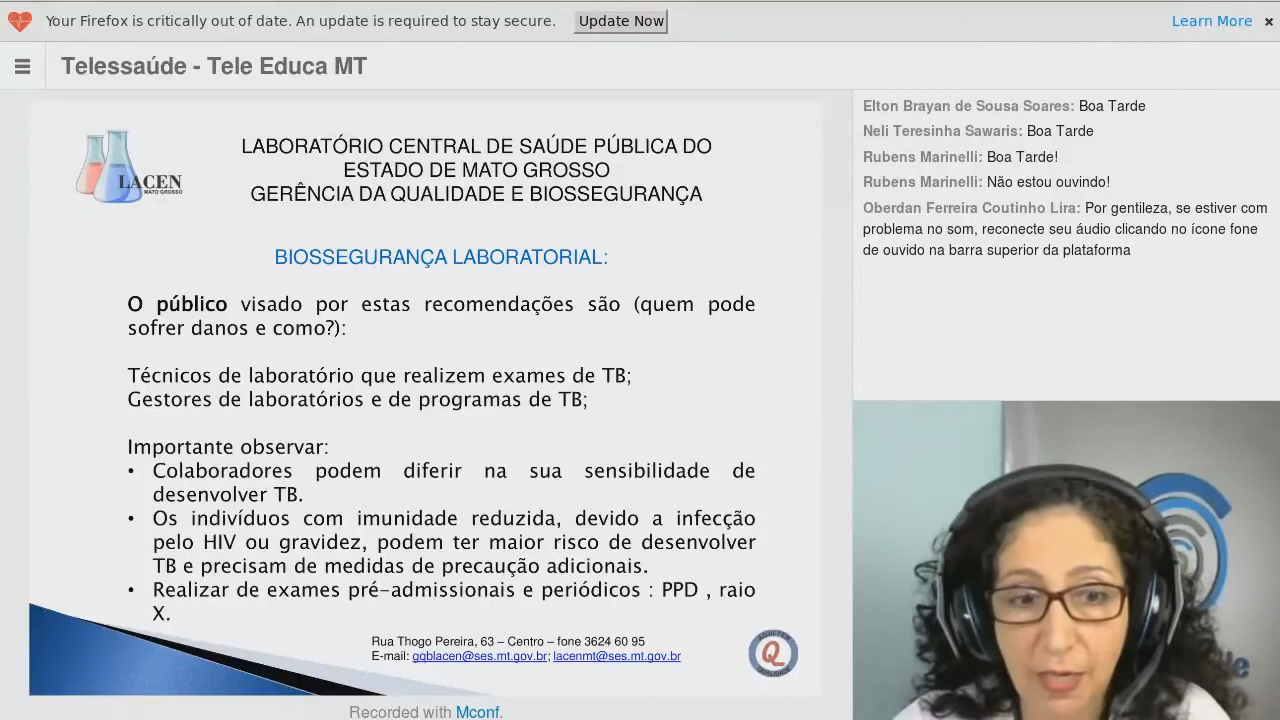 Your Firefox is critically out of date. An update is required to stay secure. Update Now Learn More ×
Telessaúde - Tele Educa MT
LACEN
MATO GROSSO
LABORATÓRIO CENTRAL DE SAÚDE PÚBLICA DO
ESTADO DE MATO GROSSO
GERÊNCIA DA QUALIDADE E BIOSSEGURANÇA
BIOSSEGURANÇA LABORATORIAL:
O público visado por estas recomendações são (quem pode
sofrer danos e como?):
Técnicos de laboratório que realizem exames de TB;
Gestores de laboratórios e de programas de TB;
Importante observar:
• Colaboradores podem diferir na sua sensibilidade de
desenvolver TB.
• Os indivíduos com imunidade reduzida, devido a infecção
pelo HIV ou gravidez, podem ter maior risco de desenvolver
TB e precisam de medidas de precaução adicionais.
• Realizar de exames pré-admissionais e periódicos : PPD , raio
X.
Rua Thogo Pereira, 63 – Centro – fone 3624 60 95
E-mail: gqblacen@ses.mt.gov.br; lacenmt@ses.mt.gov.br
AQUI TEM
Q
QUALIDADE
Recorded with Mconf.
Elton Brayan de Sousa Soares: Boa Tarde
Neli Teresinha Sawaris: Boa Tarde
Rubens Marinelli: Boa Tarde!
Rubens Marinelli: Não estou ouvindo!
Oberdan Ferreira Coutinho Lira: Por gentileza, se estiver com
problema no som, reconecte seu áudio clicando no ícone fone
de ouvido na barra superior da plataforma